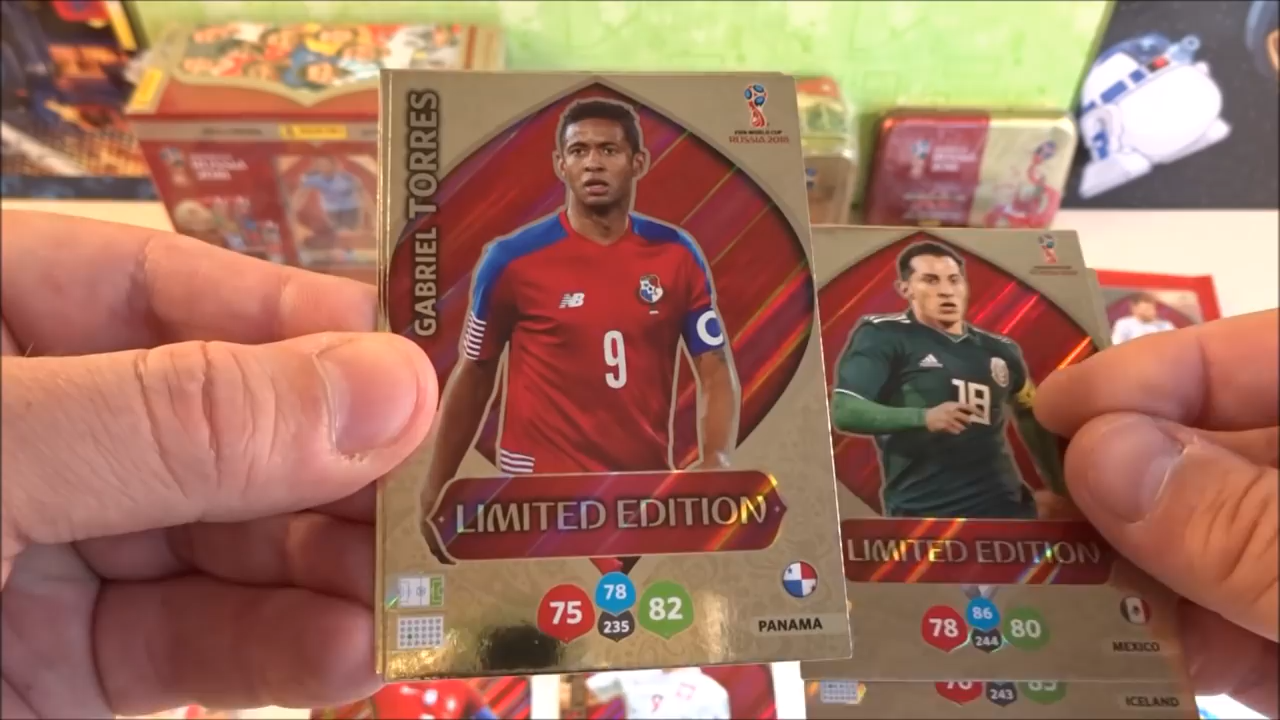 GABRIEL TORRES
FIFA WORLD CUP
RUSSIA 2018
NB
9
C
LIMITED EDITION
75
78
235
82
PANAMA
18
LIMITED EDITION
78
86
244
80
MEXICO
243
ICELAND
9